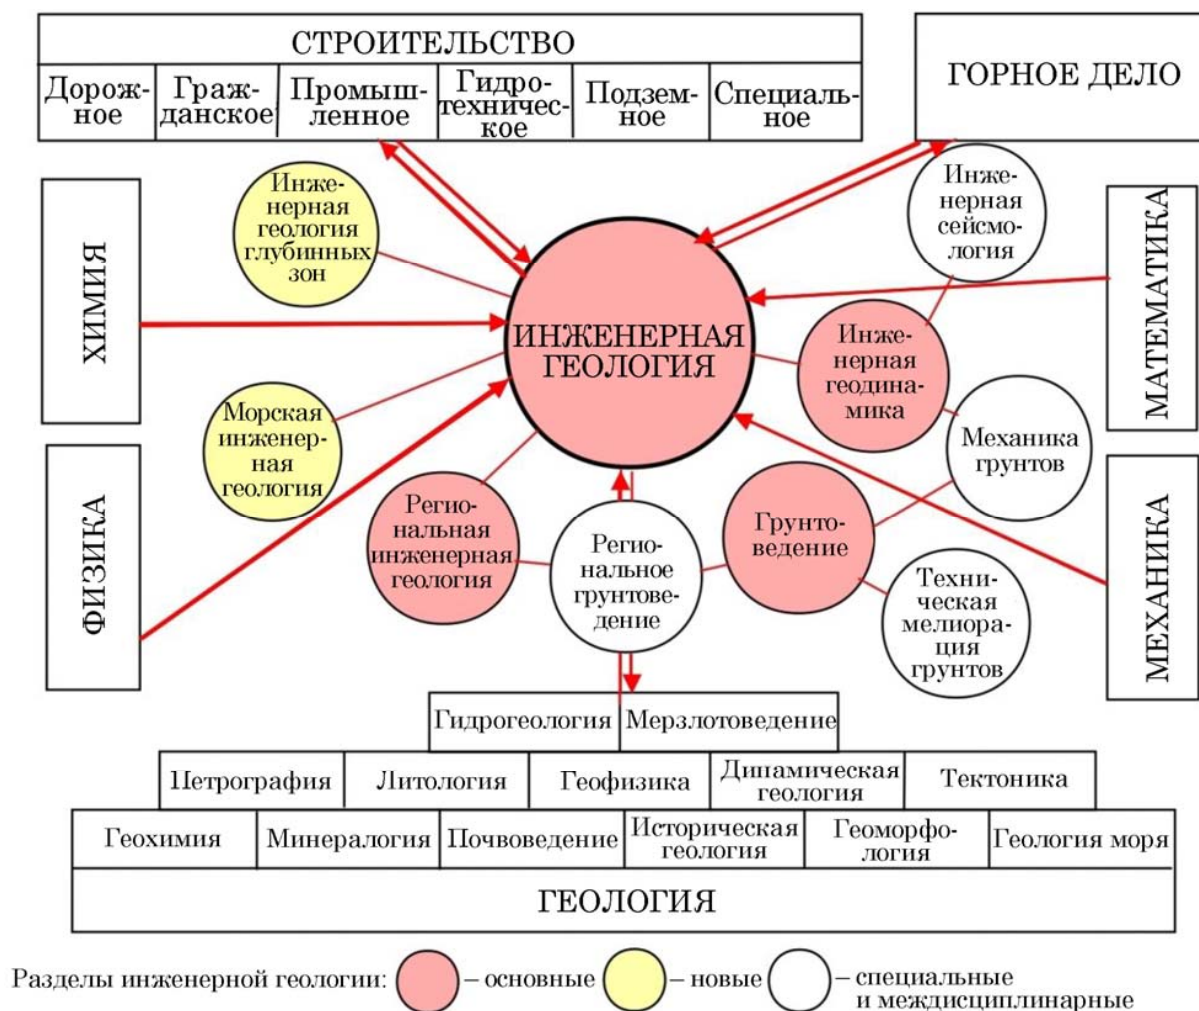 СТРОИТЕЛЬСТВО
Дорож-
ное
Граж-
данское
Промыш-
ленное
Гидро-
техничес-
кое
Подзем-
ное
Специаль-
ное
ГОРНОЕ ДЕЛО
Инже-
нерная
геология
глубинных
зон
Инже-
нерная
сейсмо-
логия
ХИМИЯ
МАТЕМАТИКА
ИНЖЕНЕРНАЯ
ГЕОЛОГИЯ
Инже-
нерная
геодина-
мика
Морская
инженер-
ная
геология
Механика
грунтов
ФИЗИКА
МЕХАНИКА
Реги-
ональная
инженерная
геология
Регио-
нальное
грунтове-
дение
Грунто-
ведение
Техни-
ческая
мелиора-
ция
грунтов
Гидрогеология
Мерзлотоведение
Петрография
Литология
Геофизика
Динамическая
геология
Тектоника
Геохимия
Минералогия
Почвоведение
Историческая
геология
Геоморфо-
логия
Геология моря
ГЕОЛОГИЯ
Разделы инженерной геологии:
– основные
– новые
– специальные
и междисциплинарные